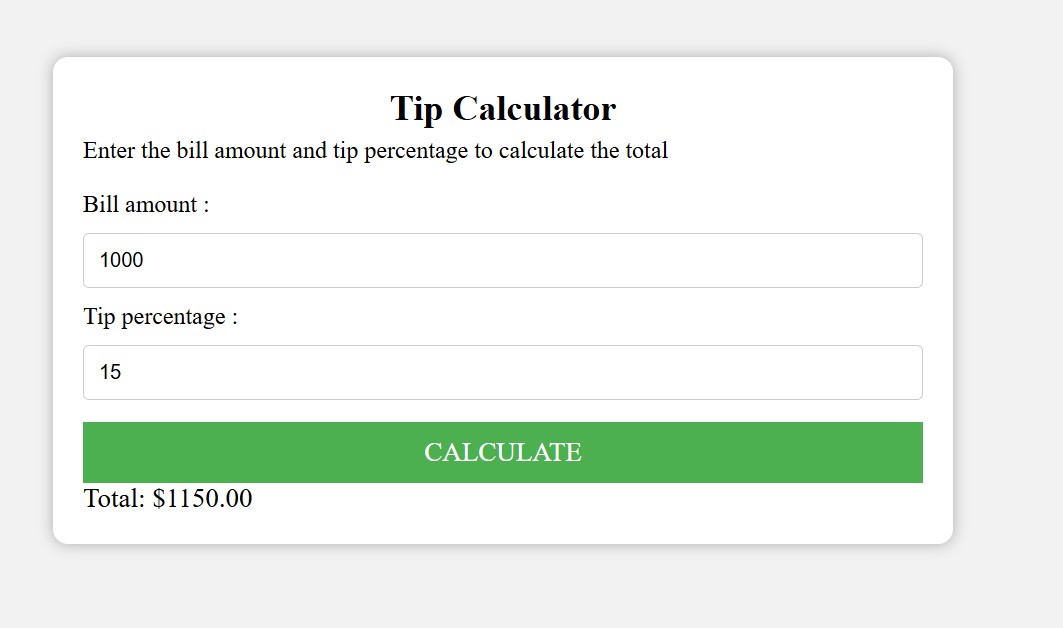 Tip Calculator
Enter the bill amount and tip percentage to calculate the total
Bill amount :
1000
Tip percentage :
15
CALCULATE
Total: $1150.00